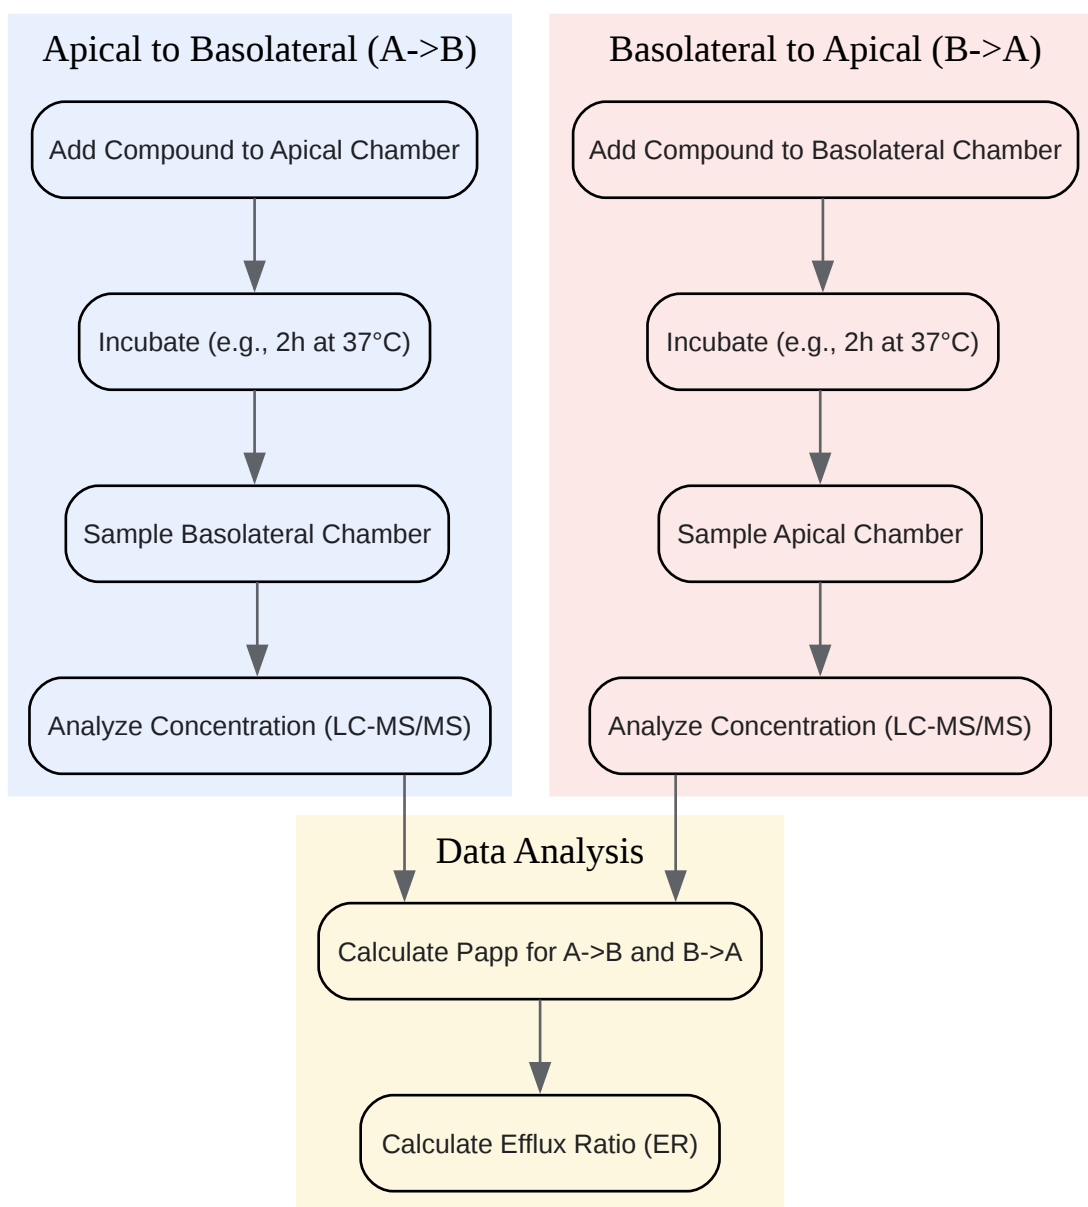 Apical to Basolateral (A->B)
Add Compound to Apical Chamber
Incubate (e.g., 2h at 37°C)
Sample Basolateral Chamber
Analyze Concentration (LC-MS/MS)
Basolateral to Apical (B->A)
Add Compound to Basolateral Chamber
Incubate (e.g., 2h at 37°C)
Sample Apical Chamber
Analyze Concentration (LC-MS/MS)
Data Analysis
Calculate Papp for A->B and B->A
Calculate Efflux Ratio (ER)